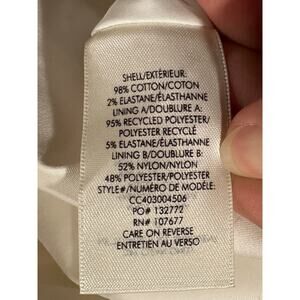 SHELL/EXTÉRIEUR:
98% COTTON/COTON
2% ELASTANE/ÉLASTHANNE
LINING A/DOUBLURE A:
95% RECYCLED POLYESTER/
POLYESTER RECYCLÉ
5% ELASTANE/ÉLASTHANNE
LINING B/DOUBLURE B:
52% NYLON/NYLON
48% POLYESTER/POLYESTER
STYLE#/NUMÉRO DE MODÈLE:
CC403004506
PO# 132772
RN# 107677
CARE ON REVERSE
ENTRETIEN AU VERSO